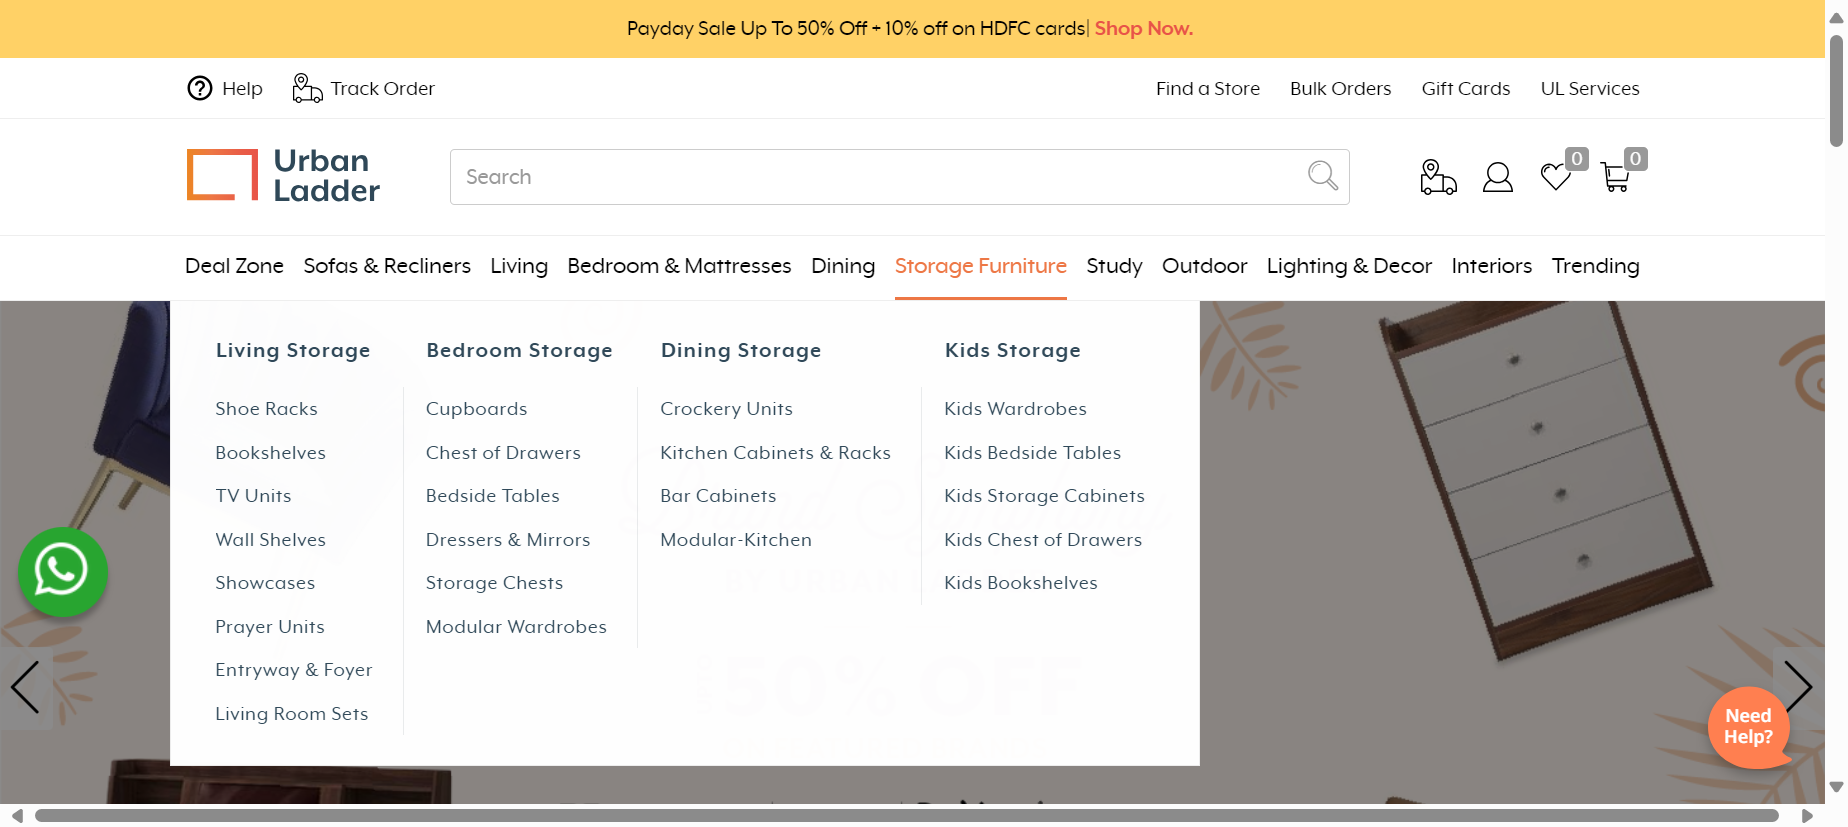 Payday Sale Up To 50% Off + 10% off on HDFC cards| Shop Now.
Help
Track Order
Find a Store
Bulk Orders
Gift Cards
UL Services
Urban
Ladder
Search
0
0
Deal Zone
Sofas & Recliners
Living
Bedroom & Mattresses
Dining
Storage Furniture
Study
Outdoor
Lighting & Decor
Interiors
Trending
Living Storage
Shoe Racks
Bookshelves
TV Units
Wall Shelves
Showcases
Prayer Units
Entryway & Foyer
Living Room Sets
Bedroom Storage
Cupboards
Chest of Drawers
Bedside Tables
Dressers & Mirrors
Storage Chests
Modular Wardrobes
Dining Storage
Crockery Units
Kitchen Cabinets & Racks
Bar Cabinets
Modular-Kitchen
Kids Storage
Kids Wardrobes
Kids Bedside Tables
Kids Storage Cabinets
Kids Chest of Drawers
Kids Bookshelves
50% OFF
Need
Help?